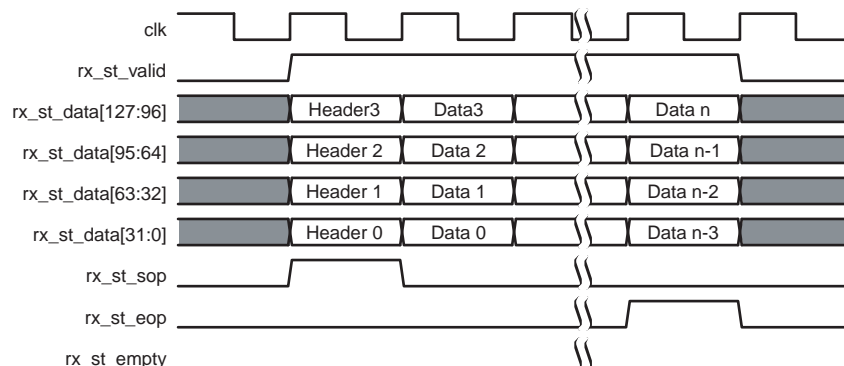 clk
rx_st_valid
rx_st_data[127:96] Header3 Data3 Data n
rx_st_data[95:64] Header 2 Data 2 Data n-1
rx_st_data[63:32] Header 1 Data 1 Data n-2
rx_st_data[31:0] Header 0 Data 0 Data n-3
rx_st_sop
rx_st_eop
rx_st_empty